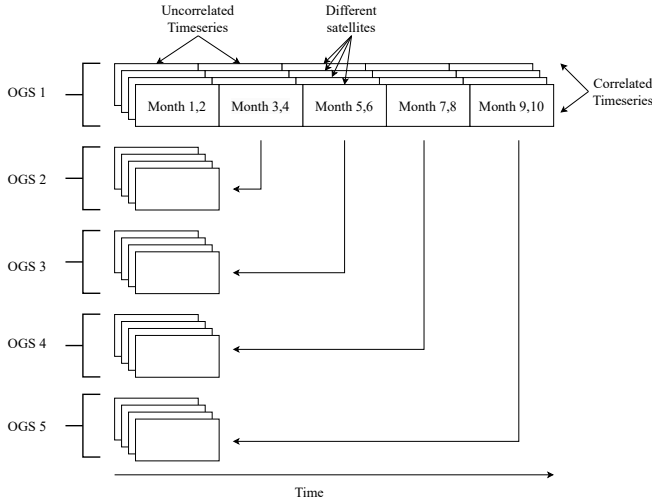 Uncorrelated
Timeseries
Different
satellites
OGS 1
Month 1,2
Month 3,4
Month 5,6
Month 7,8
Month 9,10
Correlated
Timeseries
OGS 2
OGS 3
OGS 4
OGS 5
Time